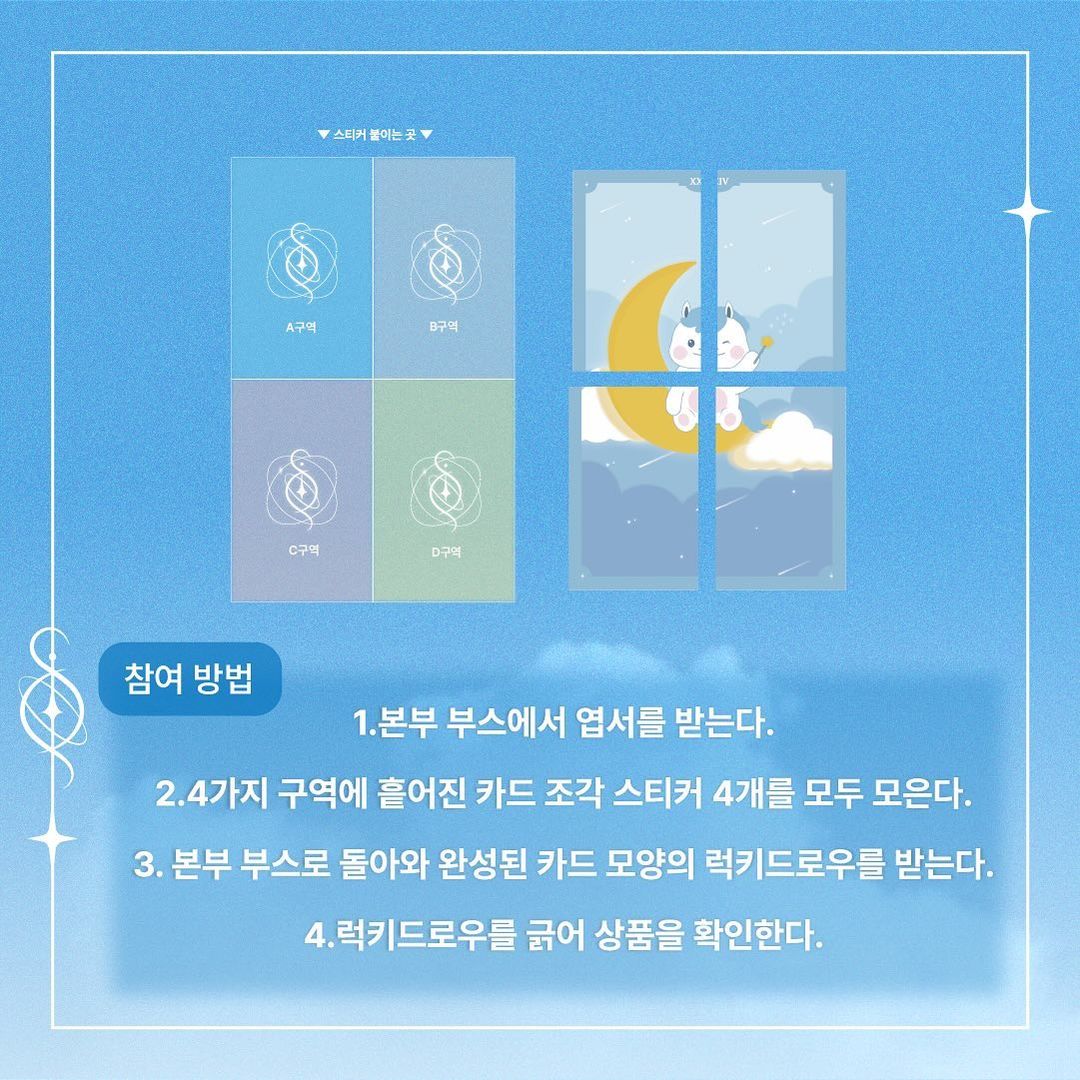 ▼ 스티커 붙이는 곳 ▼
A구역
B구역
C구역
D구역
XX
XIV
참여 방법
1.본부 부스에서 엽서를 받는다.
2.4가지 구역에 흩어진 카드 조각 스티커 4개를 모두 모은다.
3. 본부 부스로 돌아와 완성된 카드 모양의 럭키드로우를 받는다.
4.럭키드로우를 긁어 상품을 확인한다.